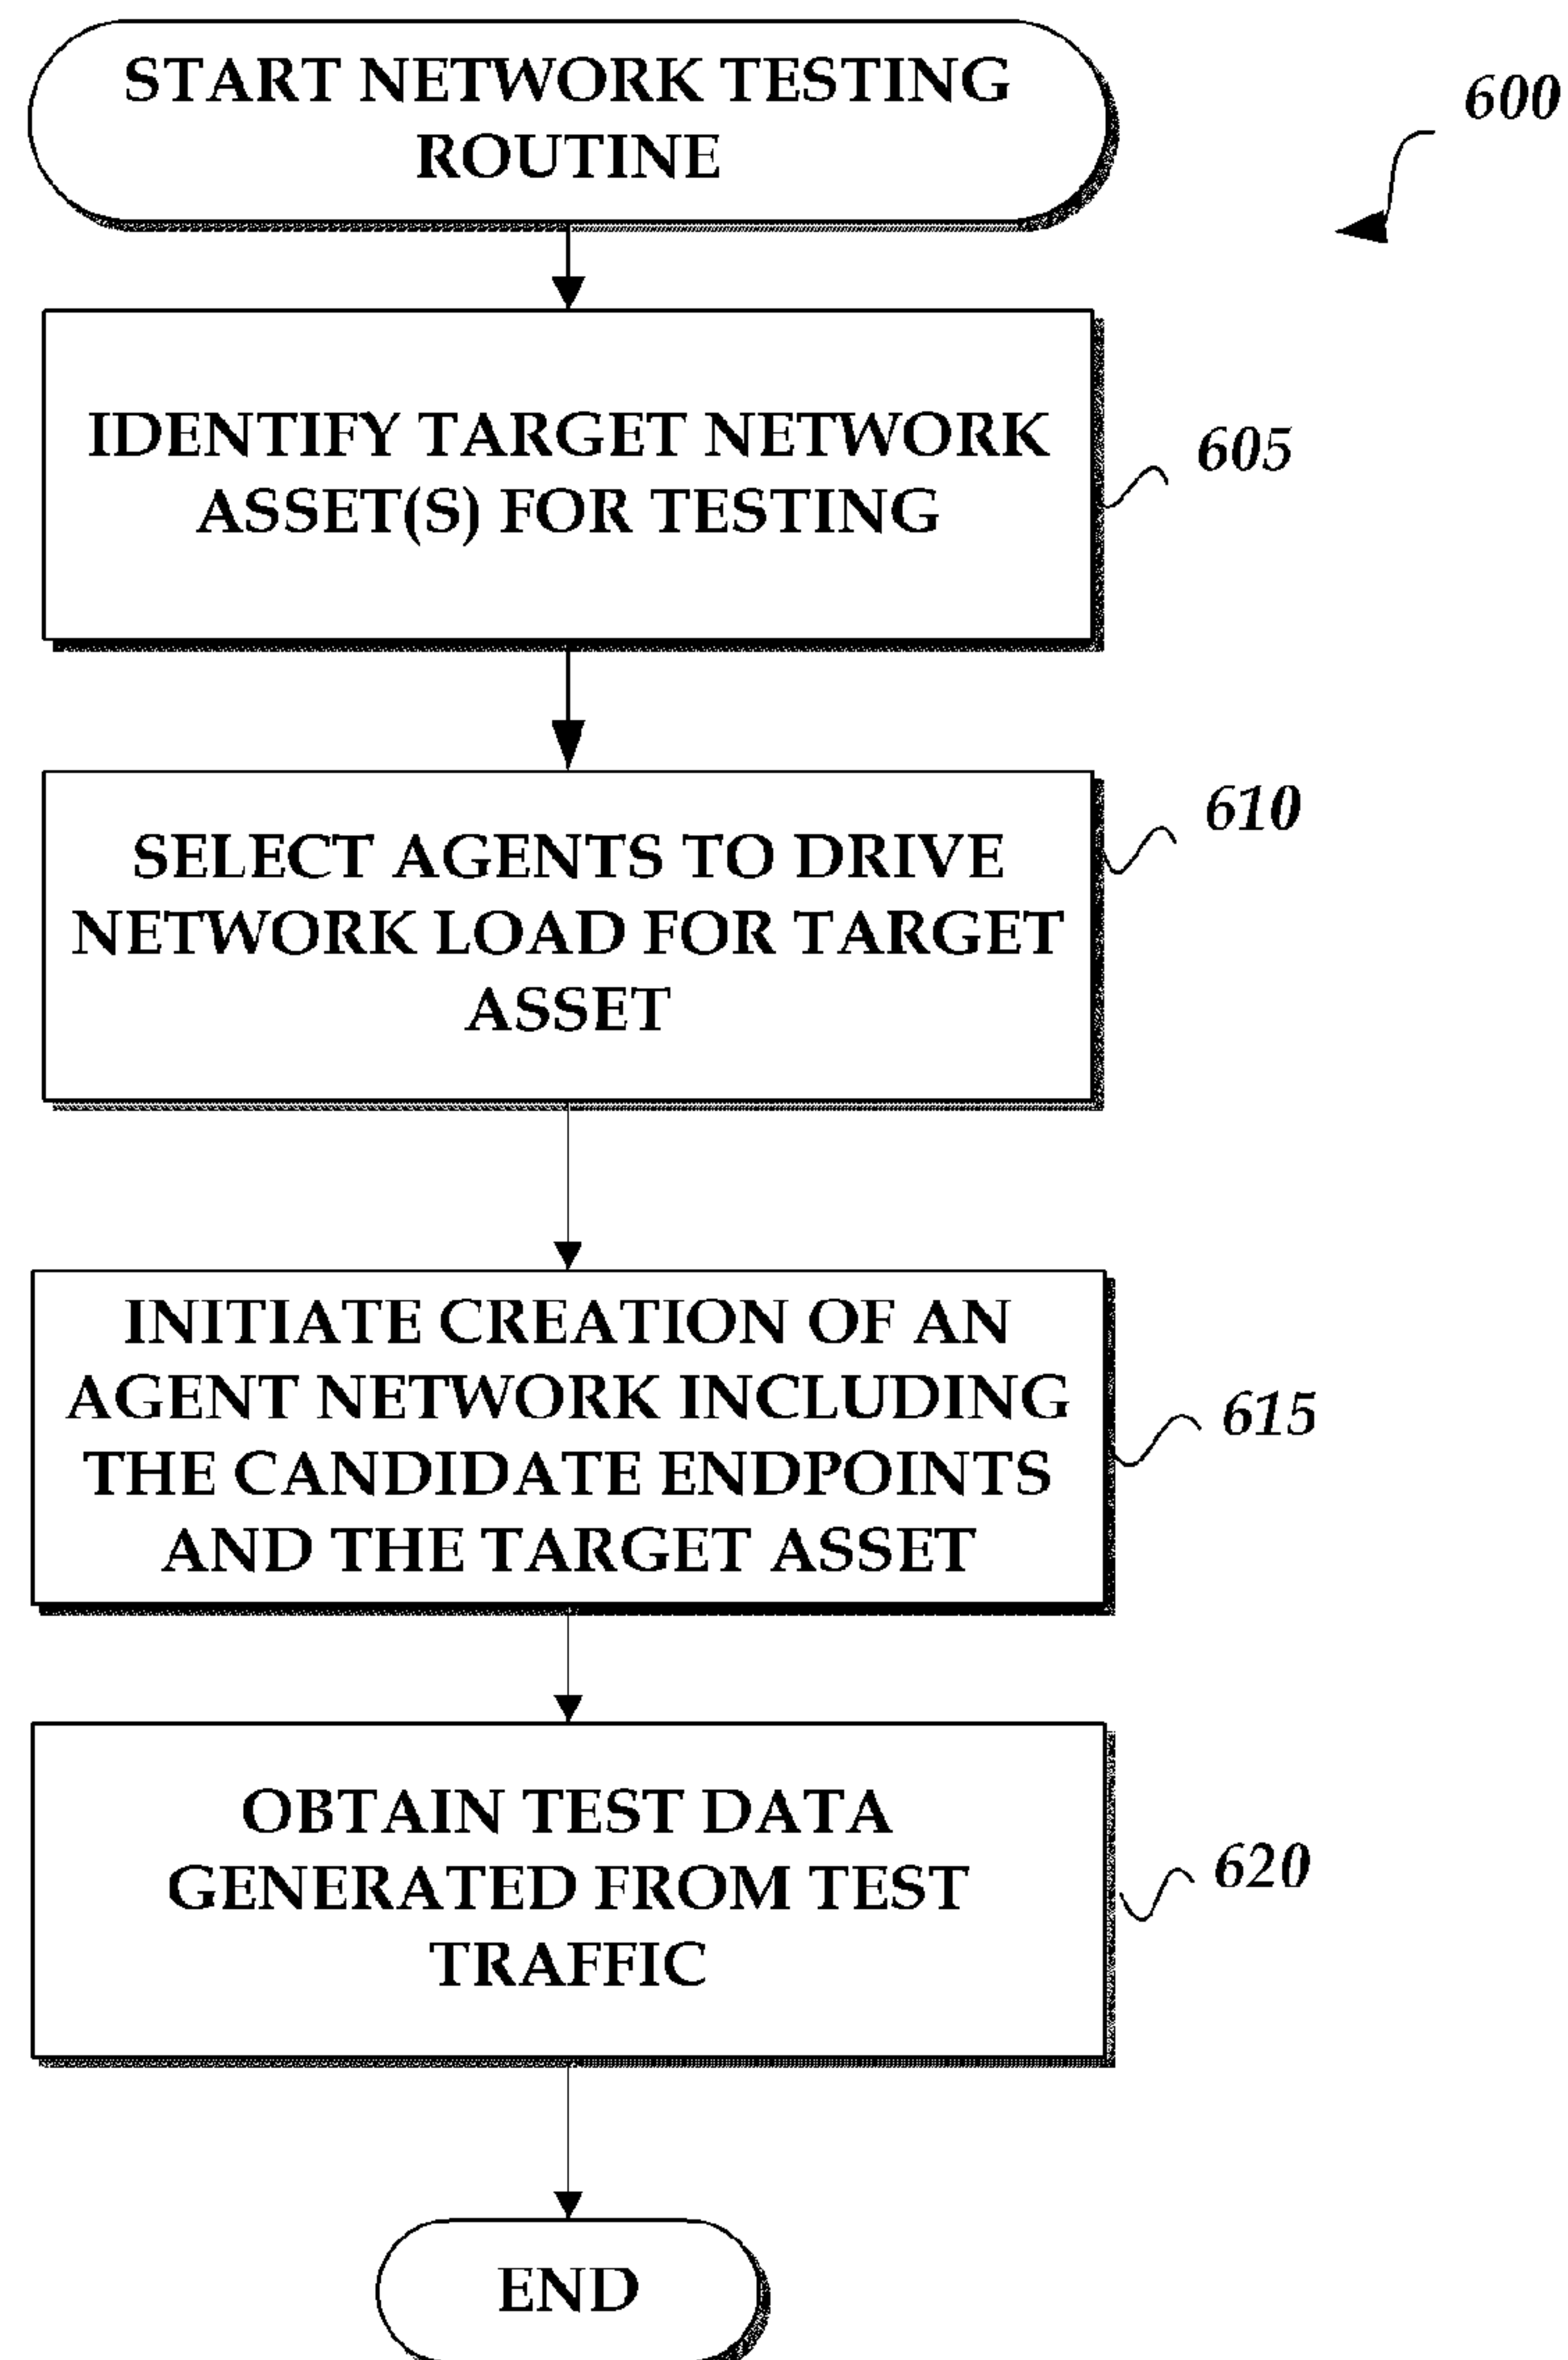 START NETWORK TESTING
ROUTINE
600
IDENTIFY TARGET NETWORK
ASSET(S) FOR TESTING
605
SELECT AGENTS TO DRIVE
NETWORK LOAD FOR TARGET
ASSET
610
INITIATE CREATION OF AN
AGENT NETWORK INCLUDING
THE CANDIDATE ENDPOINTS
AND THE TARGET ASSET
615
OBTAIN TEST DATA
GENERATED FROM TEST
TRAFFIC
620
END